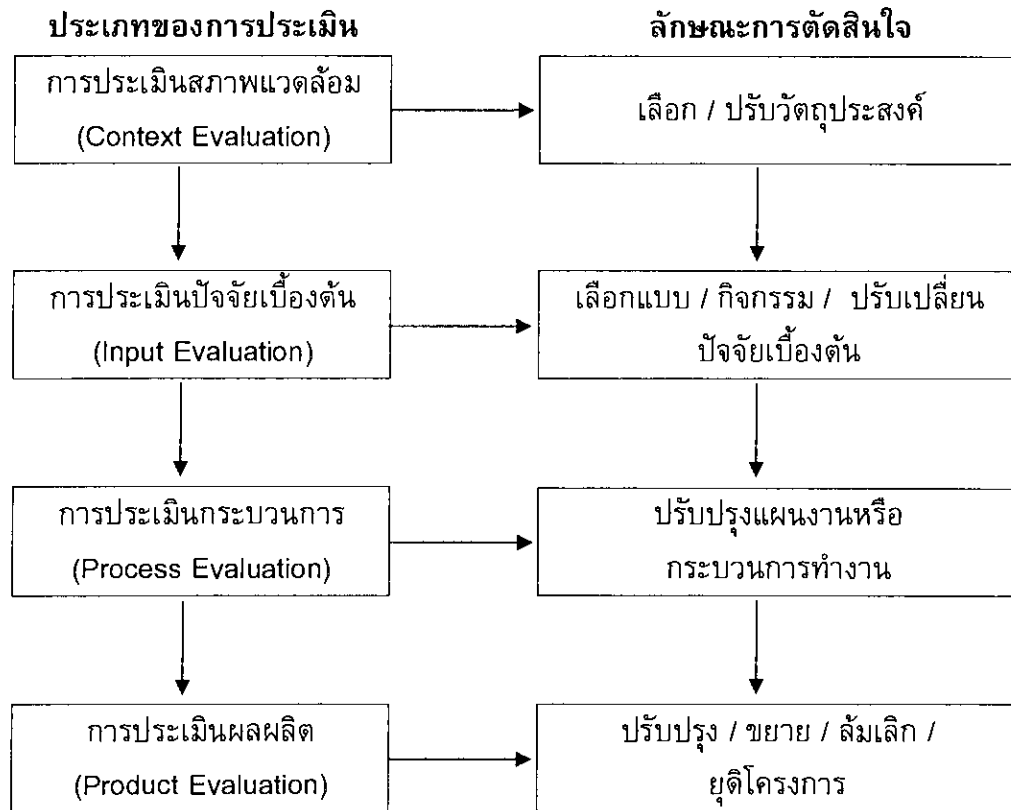 ประเภทของการประเมิน
ลักษณะการตัดสินใจ
การประเมินสภาพแวดล้อม
(Context Evaluation)
เลือก / ปรับวัตถุประสงค์
การประเมินปัจจัยเบื้องต้น
(Input Evaluation)
เลือกแบบ / กิจกรรม / ปรับเปลี่ยน
ปัจจัยเบื้องต้น
การประเมินกระบวนการ
(Process Evaluation)
ปรับปรุงแผนงานหรือ
กระบวนการทำงาน
การประเมินผลผลิต
(Product Evaluation)
ปรับปรุง / ขยาย / ล้มเลิก /
ยุติโครงการ